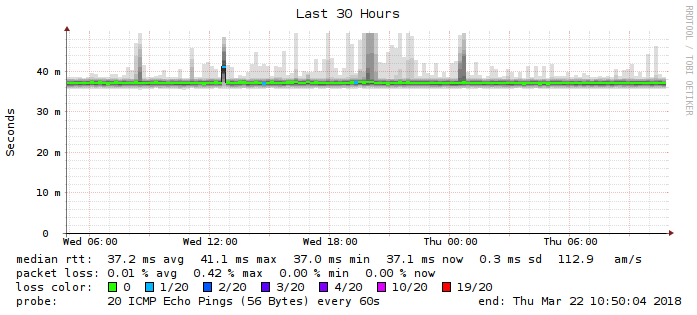 Last 30 Hours
RRDTOOL / TOBI OETIKER
Seconds
40 m
30 m
20 m
10 m
0
Wed 06:00 Wed 12:00 Wed 18:00 Thu 00:00 Thu 06:00
median rtt: 37.2 ms avg 41.1 ms max 37.0 ms min 37.1 ms now 0.3 ms sd 112.9 am/s
packet loss: 0.01 % avg 0.42 % max 0.00 % min 0.00 % now
loss color: 0 1/20 2/20 3/20 4/20 10/20 19/20
probe: 20 ICMP Echo Pings (56 Bytes) every 60s end: Thu Mar 22 10:50:04 2018